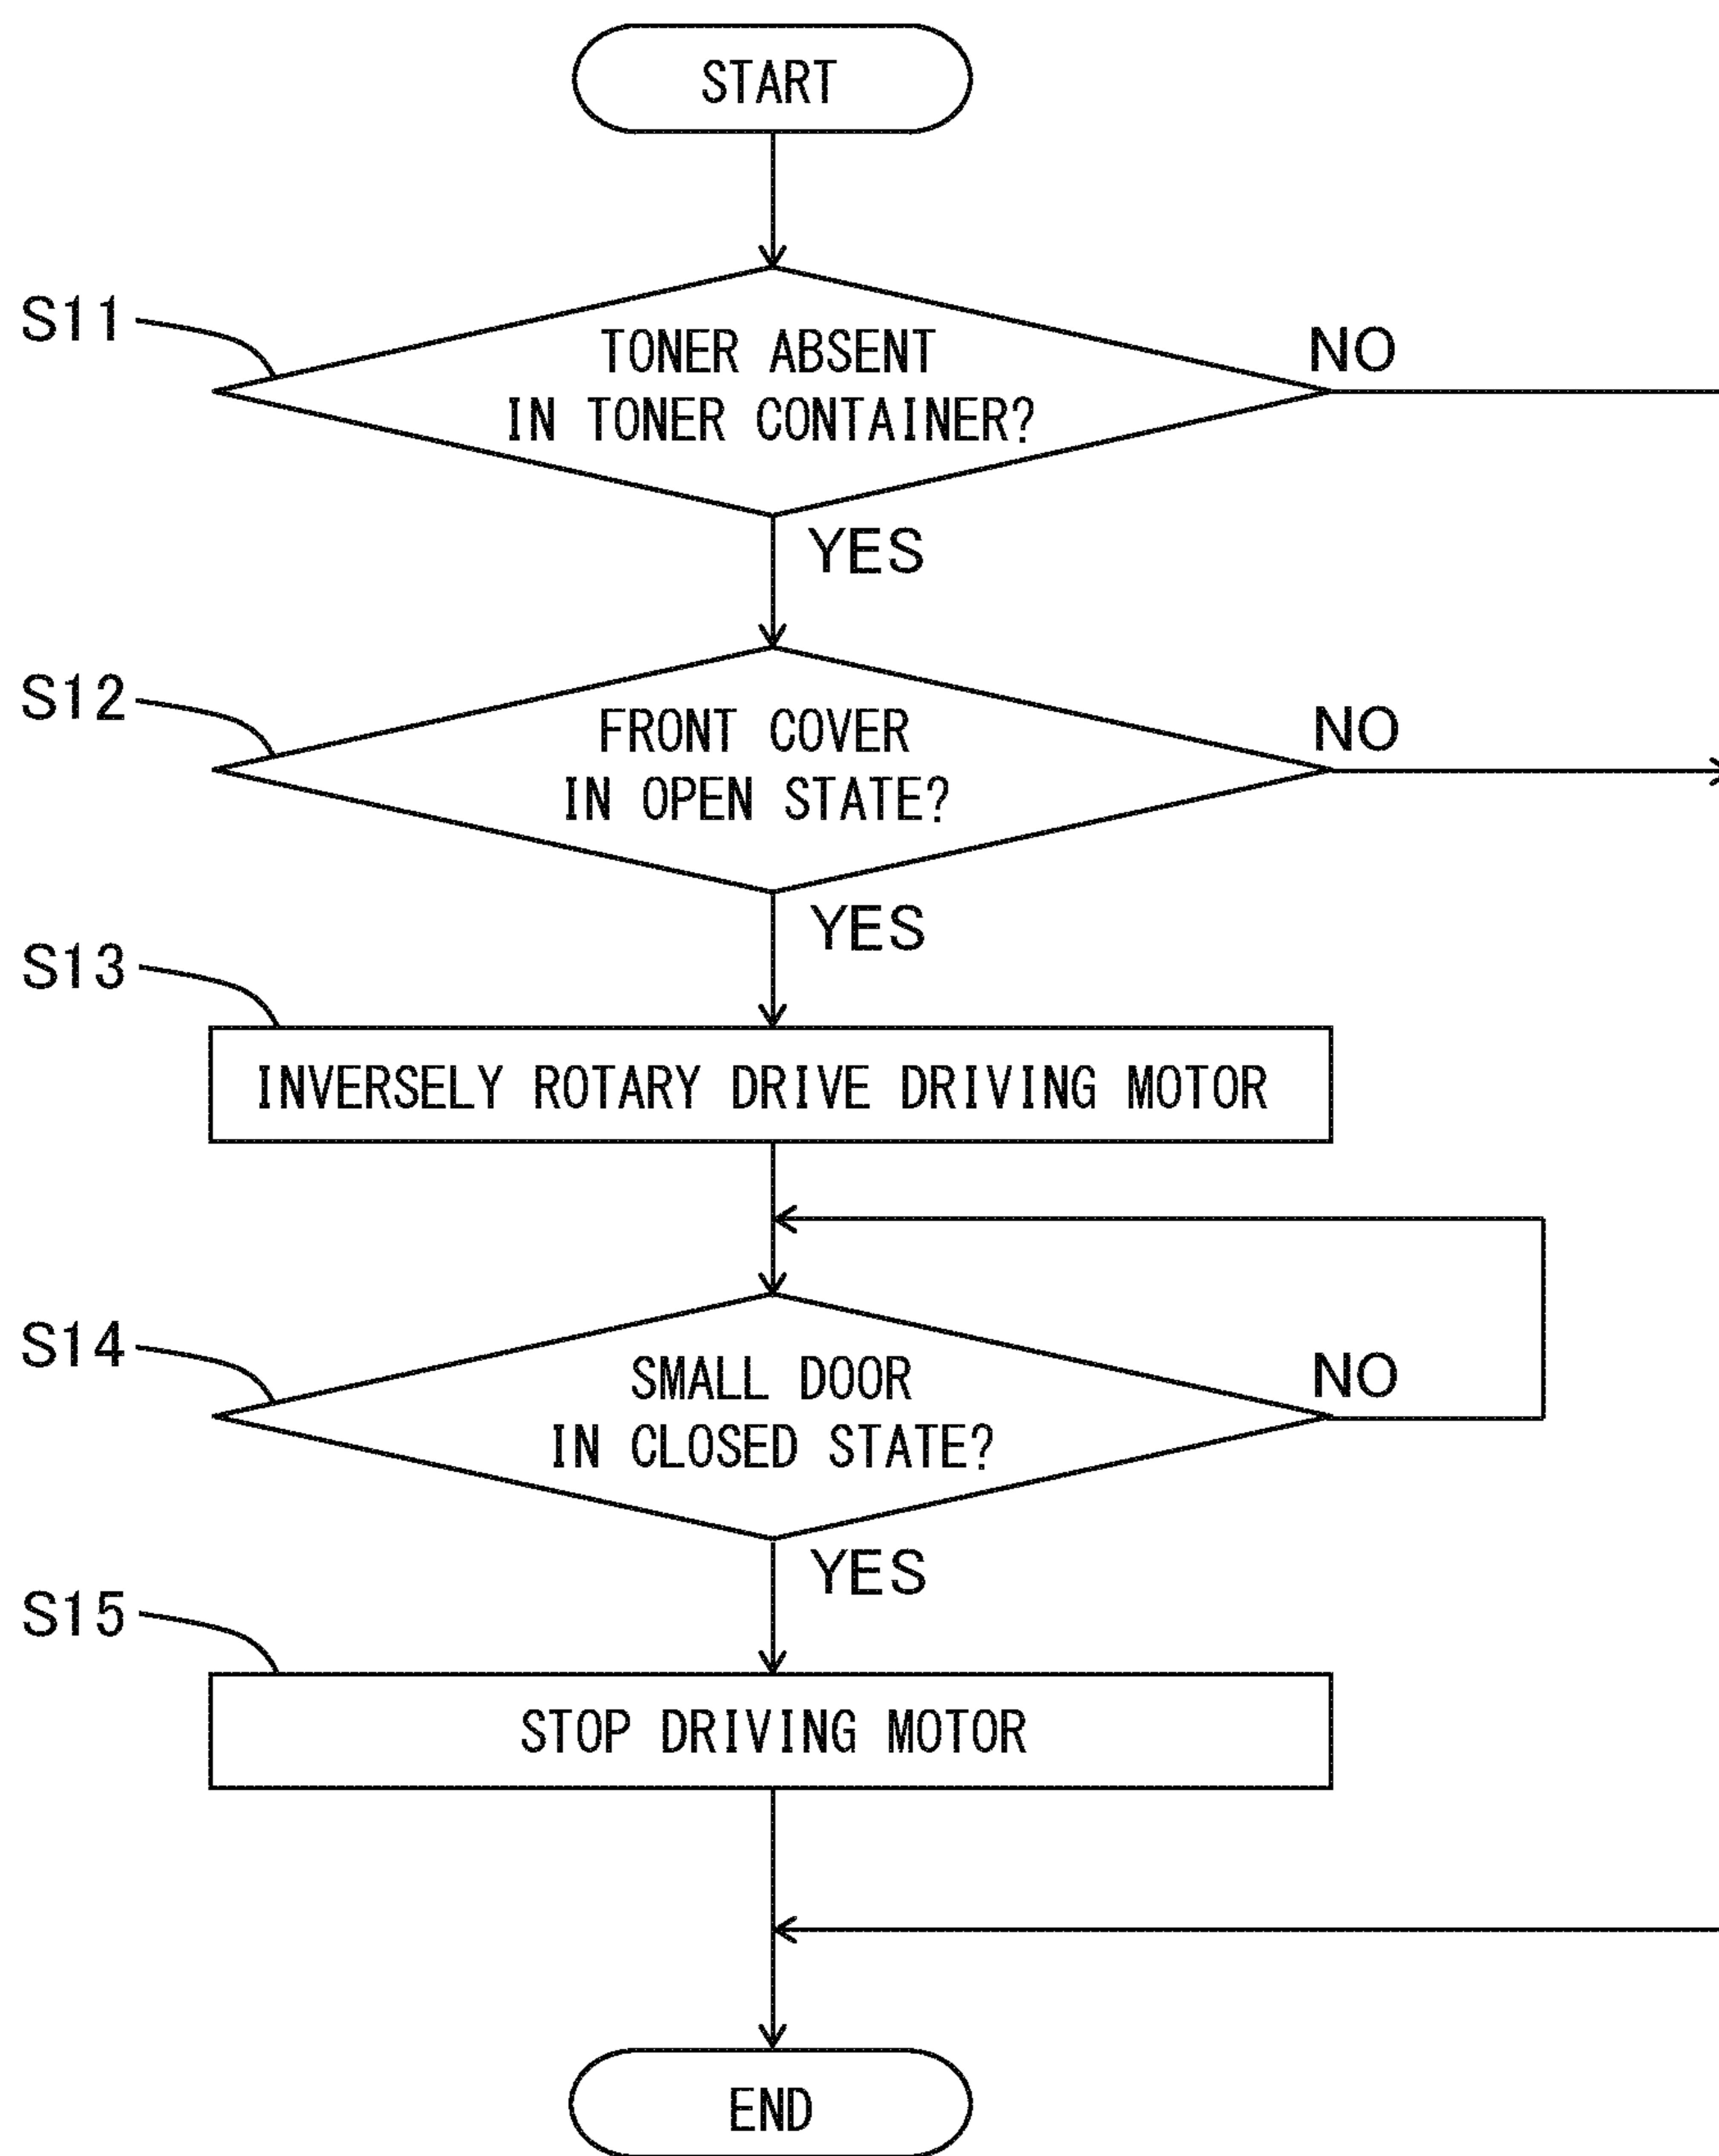 START
S11
TONER ABSENT
IN TONER CONTAINER?
NO
YES
S12
FRONT COVER
IN OPEN STATE?
NO
YES
S13
INVERSELY ROTARY DRIVE DRIVING MOTOR
S14
SMALL DOOR
IN CLOSED STATE?
NO
YES
S15
STOP DRIVING MOTOR
END